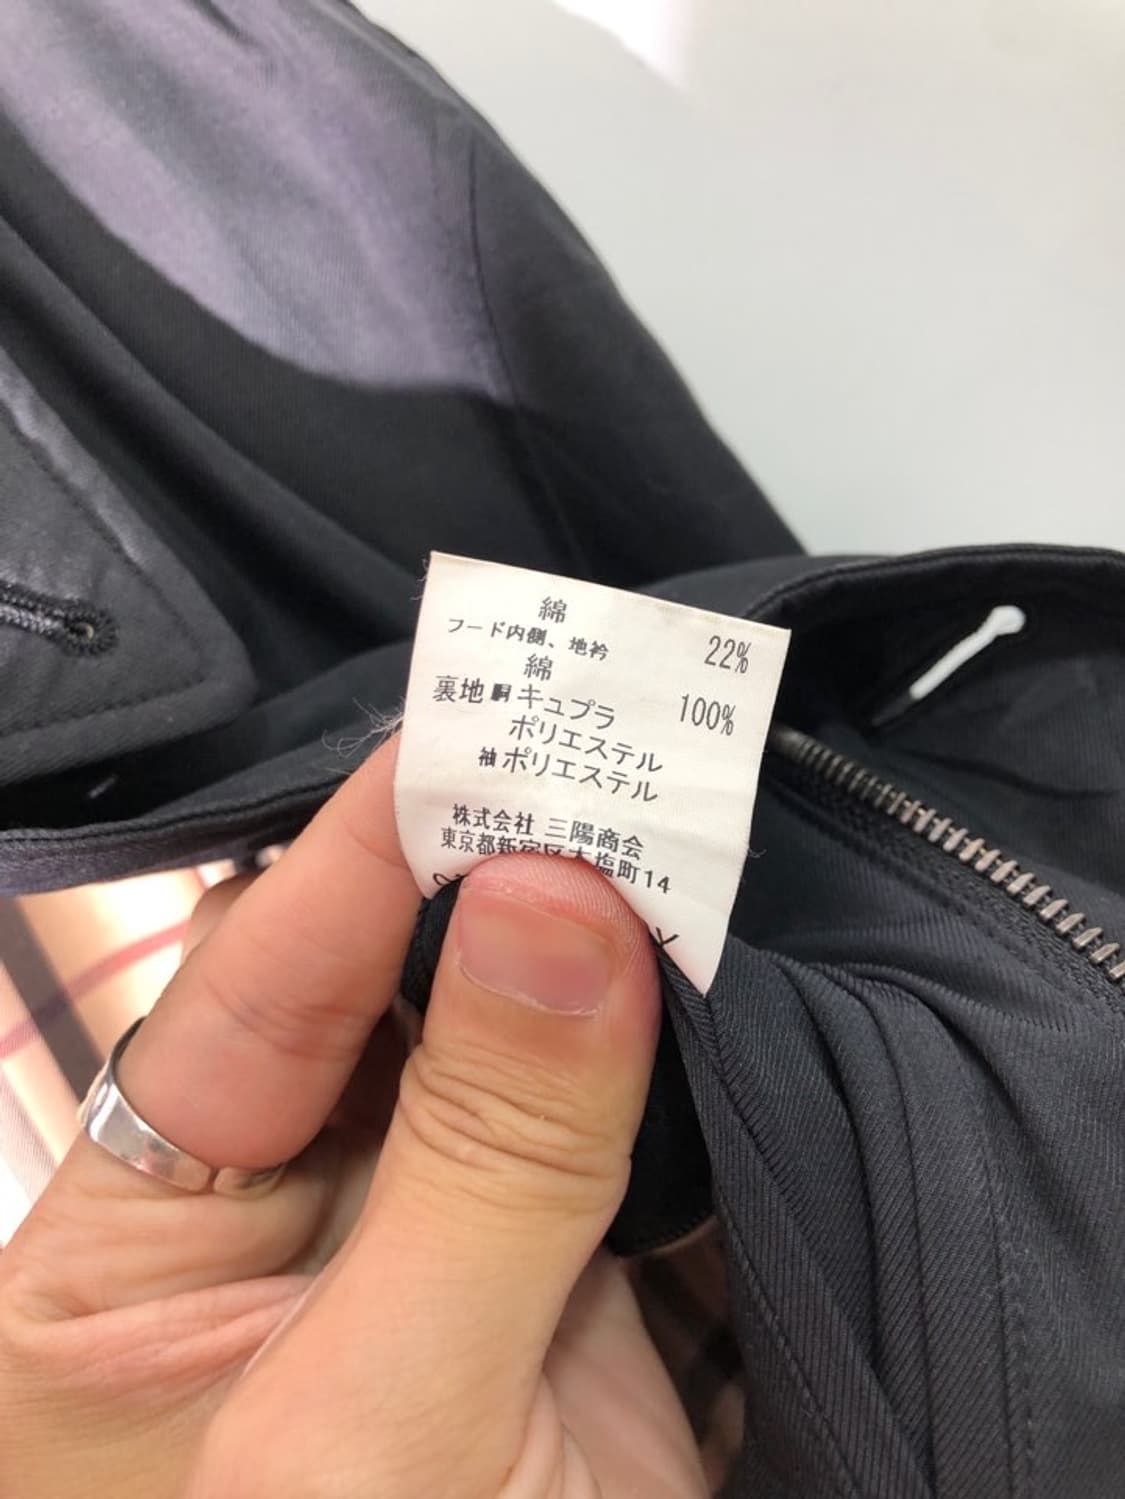 綿 22%
フード内側、地衿
綿 100%
裏地 胴 キュプラ
ポリエステル
袖 ポリエステル
株式会社 三陽商会
東京都新宿区本塩町14